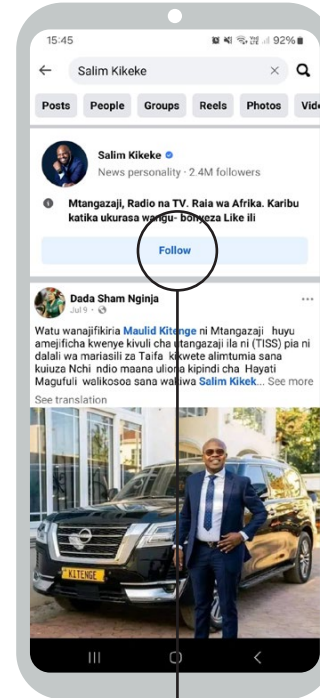 15:45
92%
Salim Kikeke
Posts People Groups Reels Photos Vid
Salim Kikeke
News personality · 2.4M followers
Mtangazaji, Radio na TV. Raia wa Afrika. Karibu
katika ukurasa wangu- bonyeza Like ili
Follow
Dada Sham Nginja
Jul 9 ·
Watu wanajifikiria Maulid Kitenge ni Mtangazaji huyu
amejificha kwenye kivuli cha utangazaji ila ni (TISS) pia ni
dalali wa mariasili za Taifa kikwete alimtumia sana
kuiuza Nchi ndio maana uliona kipindi cha Hayati
Magufuli walikosoa sana wakiwa Salim Kikek... See more
See translation
KITENGE